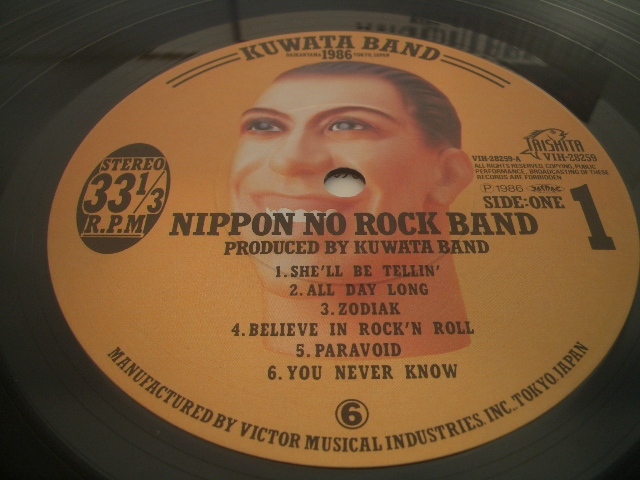 KUWATA BAND
1986
STEREO
33 1/3
R.P.M
TAISHITA
VIH-28259-A
VIH-28259
ALL RIGHTS RESERVED. COPYING, PUBLIC
PERFORMANCE, BROADCASTING OF THESE
RECORDS ARE FORBIDDEN
Ⓟ 1986
SIDE:ONE
1
NIPPON NO ROCK BAND
PRODUCED BY KUWATA BAND
1. SHE'LL BE TELLIN'
2. ALL DAY LONG
3. ZODIAK
4. BELIEVE IN ROCK'N ROLL
5. PARAVOID
6. YOU NEVER KNOW
⑥
MANUFACTURED BY VICTOR MUSICAL INDUSTRIES, INC., TOKYO, JAPAN